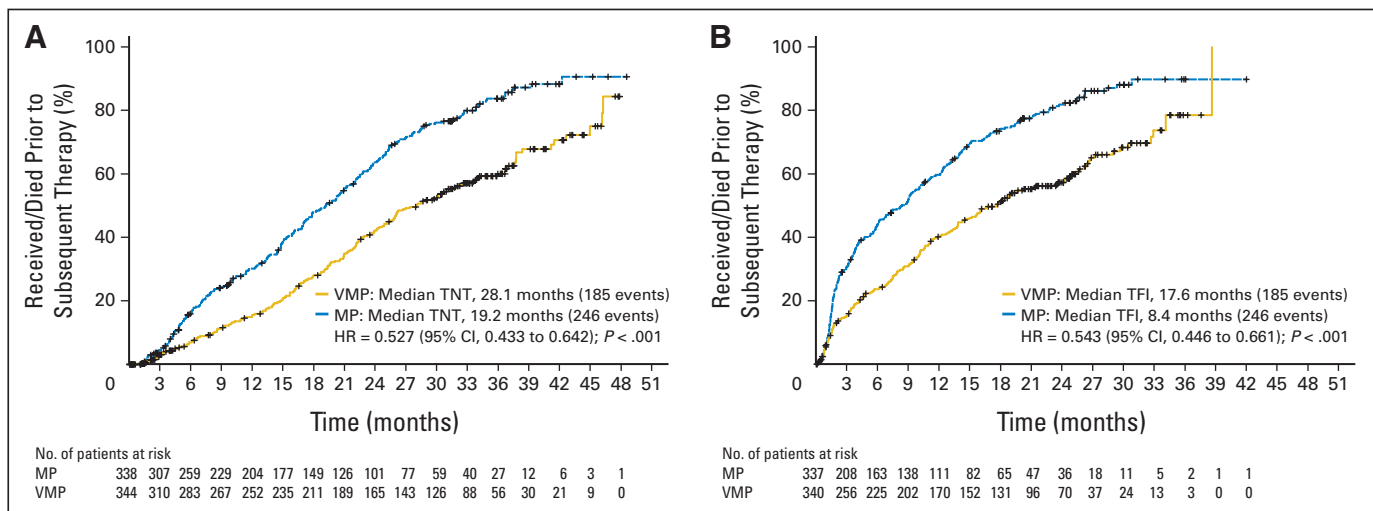 A
Received/Died Prior to
Subsequent Therapy (%)
100
80
60
40
20
0 3 6 9 12 15 18 21 24 27 30 33 36 39 42 45 48 51
Time (months)
VMP: Median TNT, 28.1 months (185 events)
MP: Median TNT, 19.2 months (246 events)
HR = 0.527 (95% CI, 0.433 to 0.642); P < .001
No. of patients at risk
MP 338 307 259 229 204 177 149 126 101 77 59 40 27 12 6 3 1
VMP 344 310 283 267 252 235 211 189 165 143 126 88 56 30 21 9 0
B
Received/Died Prior to
Subsequent Therapy (%)
100
80
60
40
20
0 3 6 9 12 15 18 21 24 27 30 33 36 39 42 45 48 51
Time (months)
VMP: Median TFI, 17.6 months (185 events)
MP: Median TFI, 8.4 months (246 events)
HR = 0.543 (95% CI, 0.446 to 0.661); P < .001
No. of patients at risk
MP 337 208 163 138 111 82 65 47 36 18 11 5 2 1 1
VMP 340 256 225 202 170 152 131 96 70 37 24 13 3 0 0